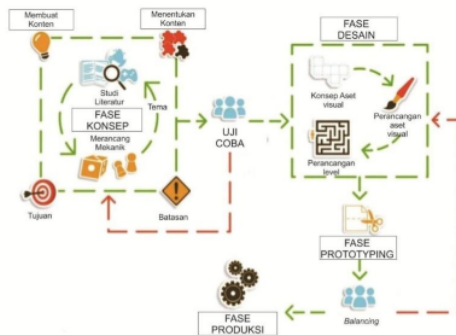 Membuat
Konten
Menentukan
Konten
Studi
Literatur
Tema
FASE
KONSEP
Merancang
Mekanik
Tujuan
Batasan
UJI
COBA
FASE
DESAIN
Konsep Aset
visual
Perancangan
aset
visual
Perancangan
level
FASE
PROTOTYPING
Balancing
FASE
PRODUKSI